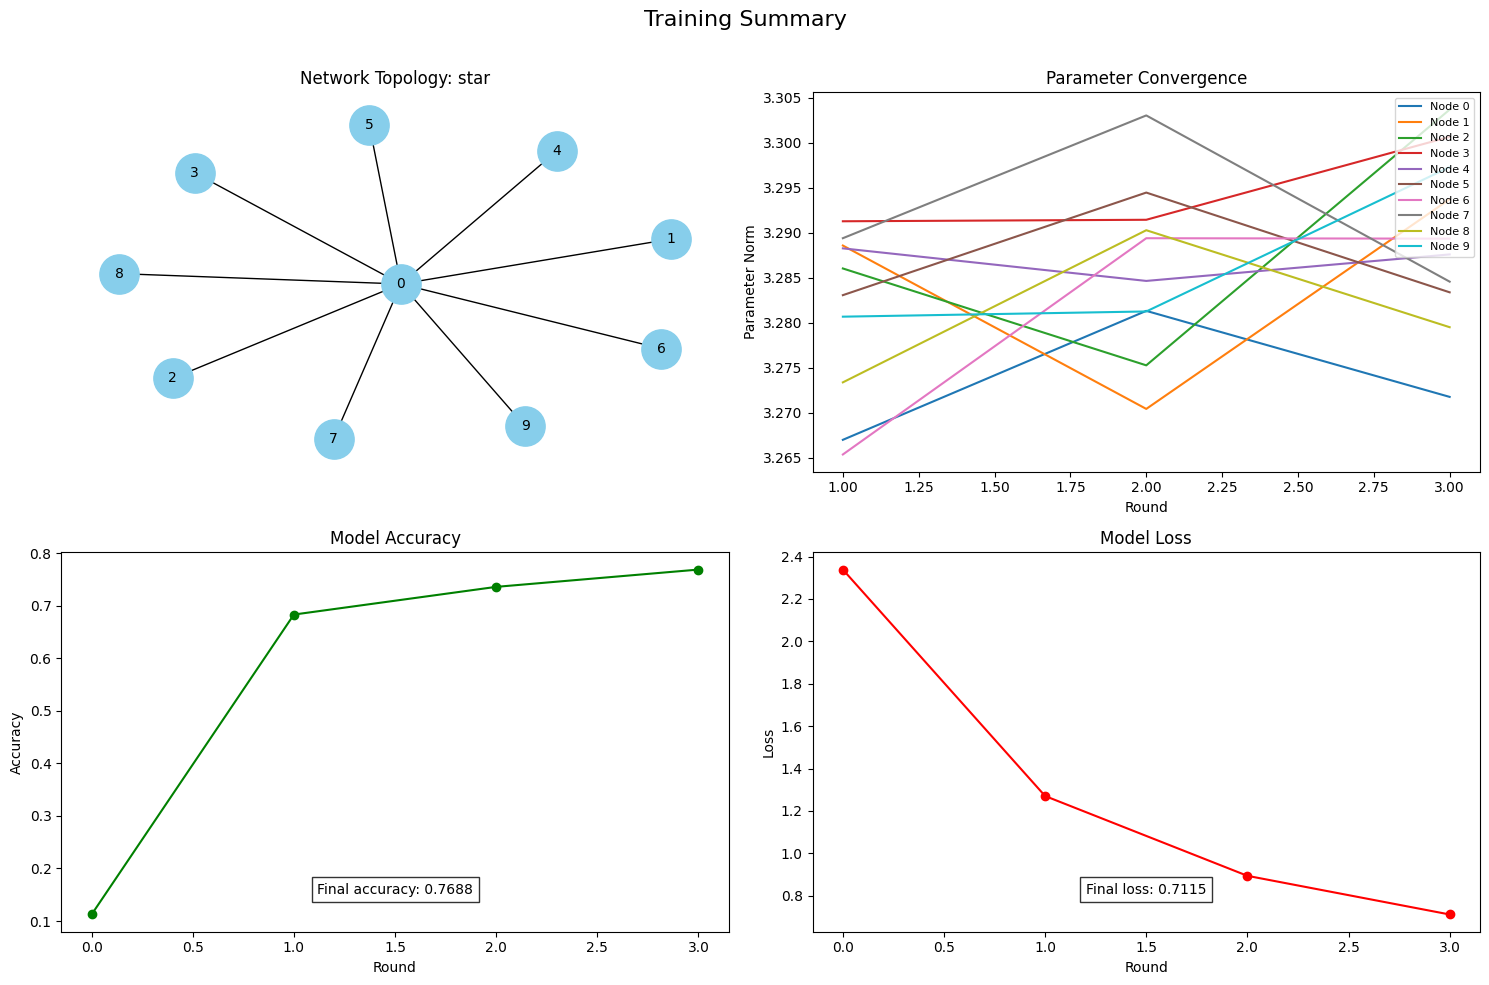 Training Summary
Network Topology: star
5
4
3
1
8
0
6
2
9
7
Parameter Convergence
3.305
3.300
3.295
3.290
3.285
3.280
3.275
3.270
3.265
Parameter Norm
Node 0
Node 1
Node 2
Node 3
Node 4
Node 5
Node 6
Node 7
Node 8
Node 9
1.00 1.25 1.50 1.75 2.00 2.25 2.50 2.75 3.00
Round
Model Accuracy
0.8
0.7
0.6
0.5
0.4
0.3
0.2
0.1
Accuracy
Final accuracy: 0.7688
0.0 0.5 1.0 1.5 2.0 2.5 3.0
Round
Model Loss
2.4
2.2
2.0
1.8
1.6
1.4
1.2
1.0
0.8
Loss
Final loss: 0.7115
0.0 0.5 1.0 1.5 2.0 2.5 3.0
Round